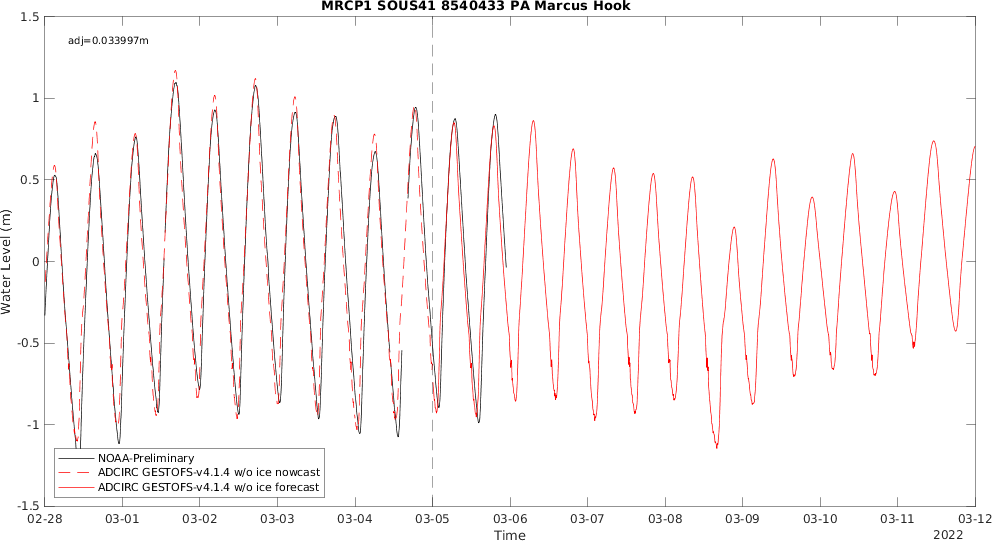 MRCP1 SOUS41 8540433 PA Marcus Hook
adj=0.033997m
1.5
1
0.5
0
-0.5
-1
-1.5
Water Level (m)
NOAA-Preliminary
ADCIRC GESTOFS-v4.1.4 w/o ice nowcast
ADCIRC GESTOFS-v4.1.4 w/o ice forecast
02-28 03-01 03-02 03-03 03-04 03-05 03-06 03-07 03-08 03-09 03-10 03-11 03-12
Time
2022